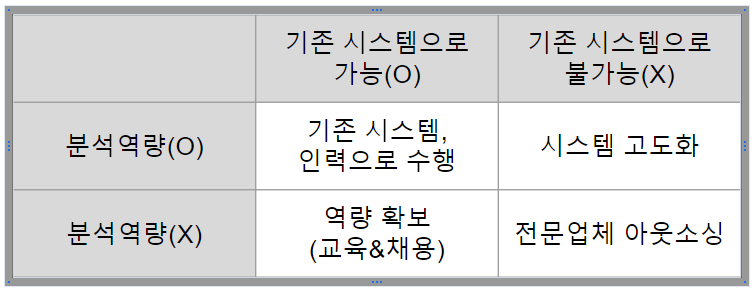 기존 시스템으로
가능(O)
기존 시스템으로
불가능(X)
분석역량(O)
기존 시스템,
인력으로 수행
시스템 고도화
분석역량(X)
역량 확보
(교육&채용)
전문업체 아웃소싱